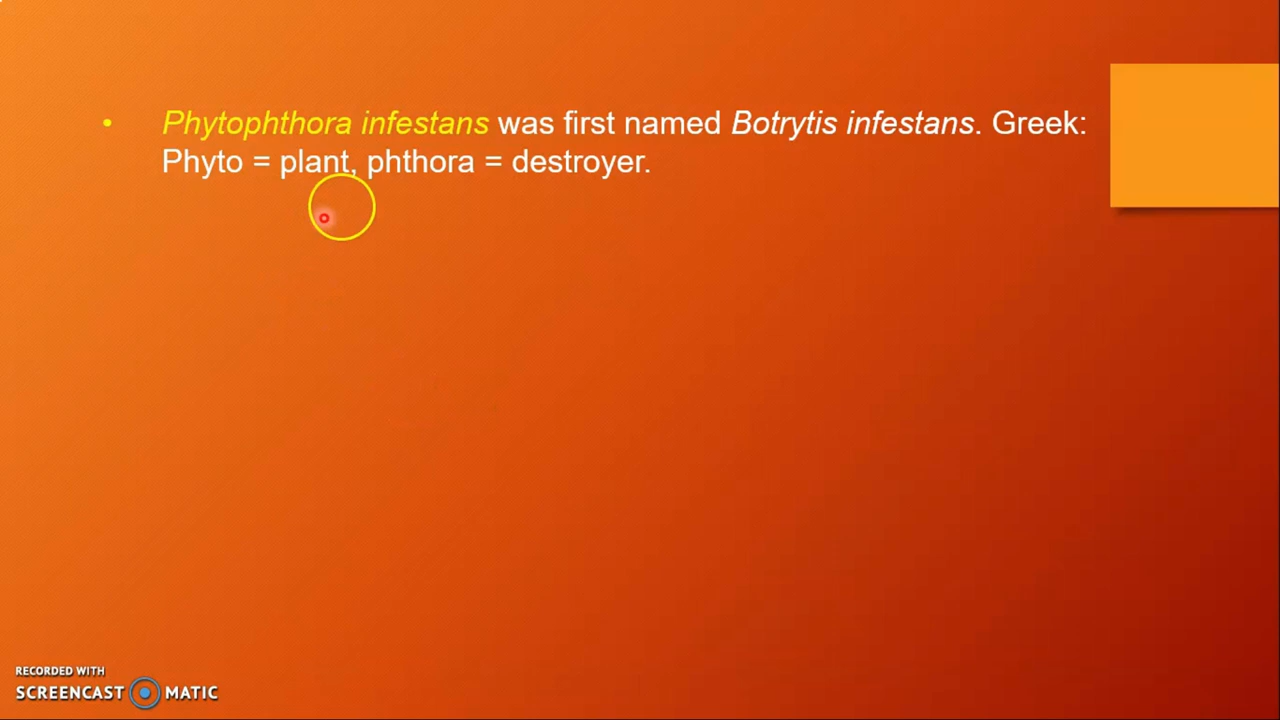 • Phytophthora infestans was first named Botrytis infestans. Greek:
Phyto = plant, phthora = destroyer.
RECORDED WITH
SCREENCAST MATIC